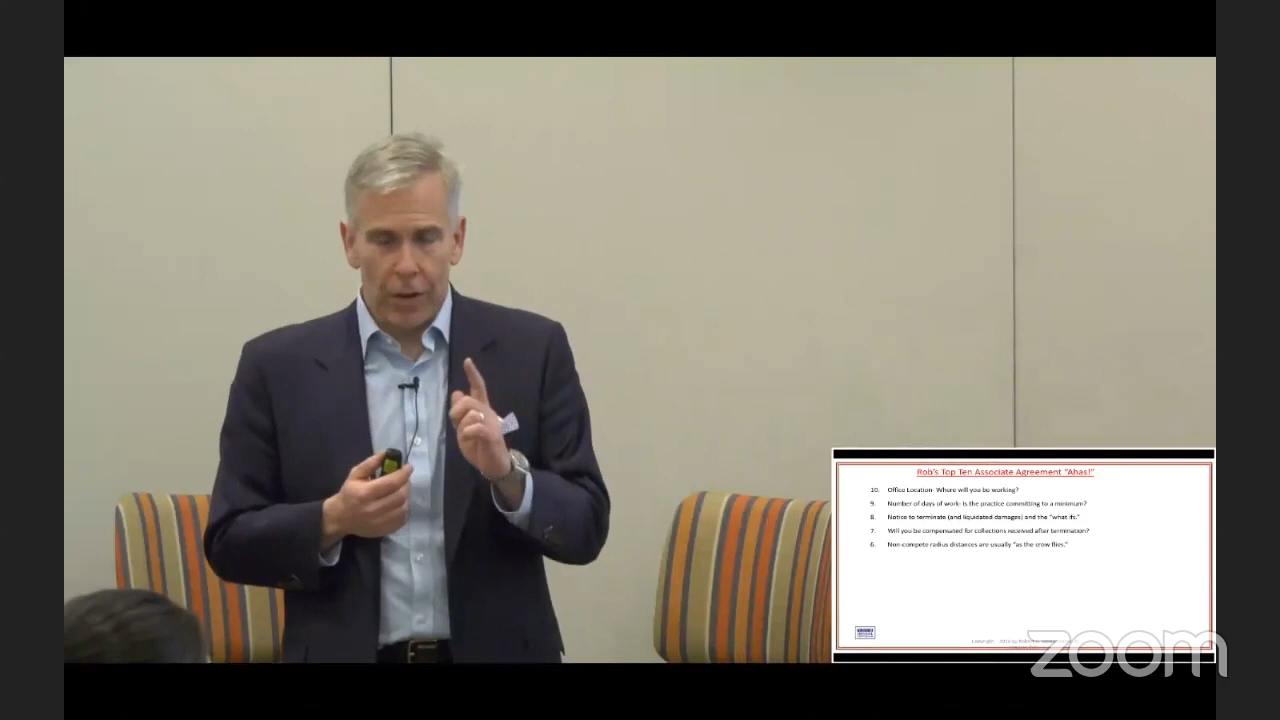 Rob's Top Ten Associate Agreement "Ahas!"
10. Office Location- Where will you be working?
9. Number of days of work- Is the practice committing to a minimum?
8. Notice to terminate (and liquidated damages) and the "what ifs."
7. Will you be compensated for collections received after termination?
6. Non-compete radius distances are usually "as the crow flies."
Copyright
zoom